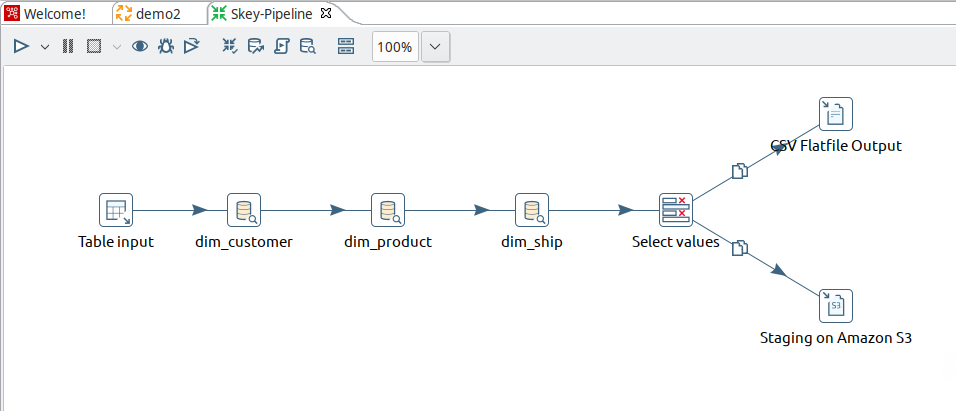 Welcome!
demo2
Skey-Pipeline
100%
CSV Flatfile Output
Table input
dim_customer
dim_product
dim_ship
Select values
S3
Staging on Amazon S3